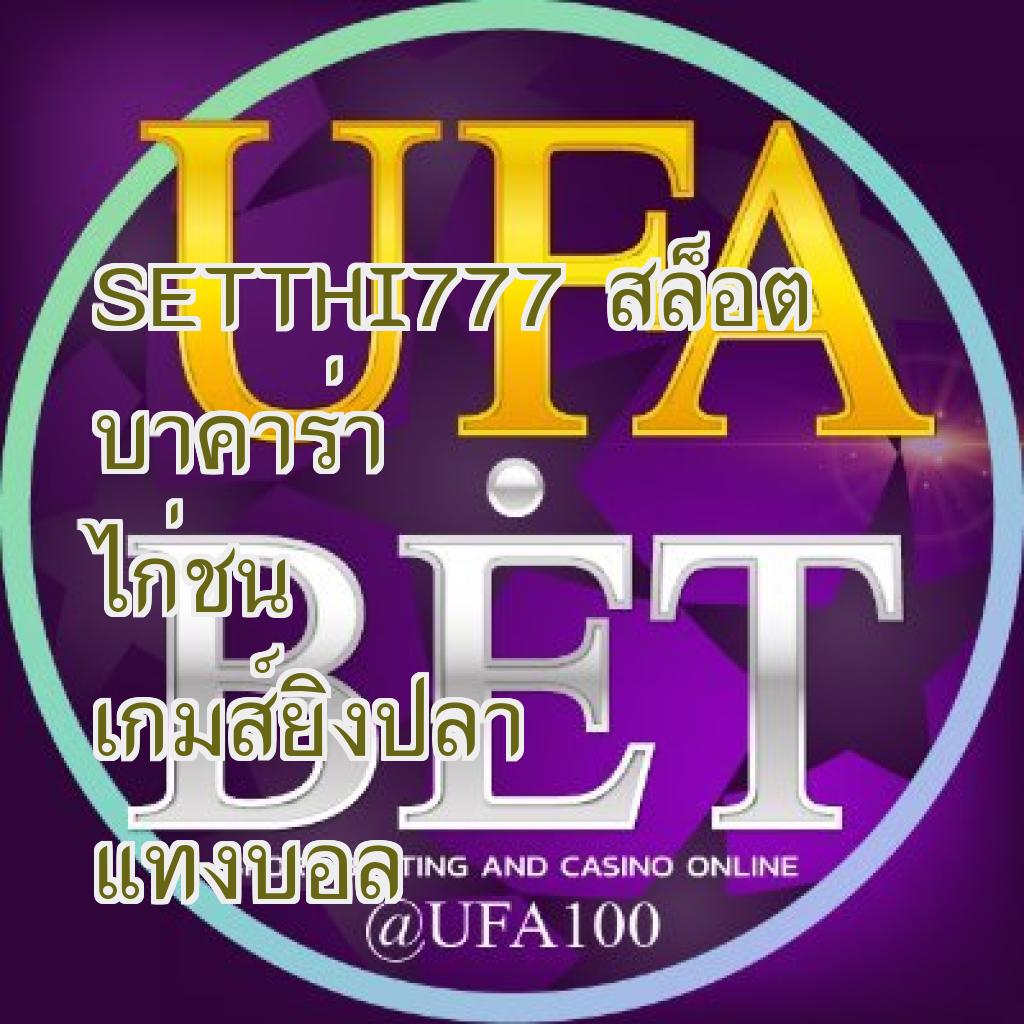 UFA
SETTHI777 สล็อต
บาคาร่า
ไก่ชน
BET
เกมส์ยิงปลา
แทงบอล
AND CASINO ONLINE
@UFA100